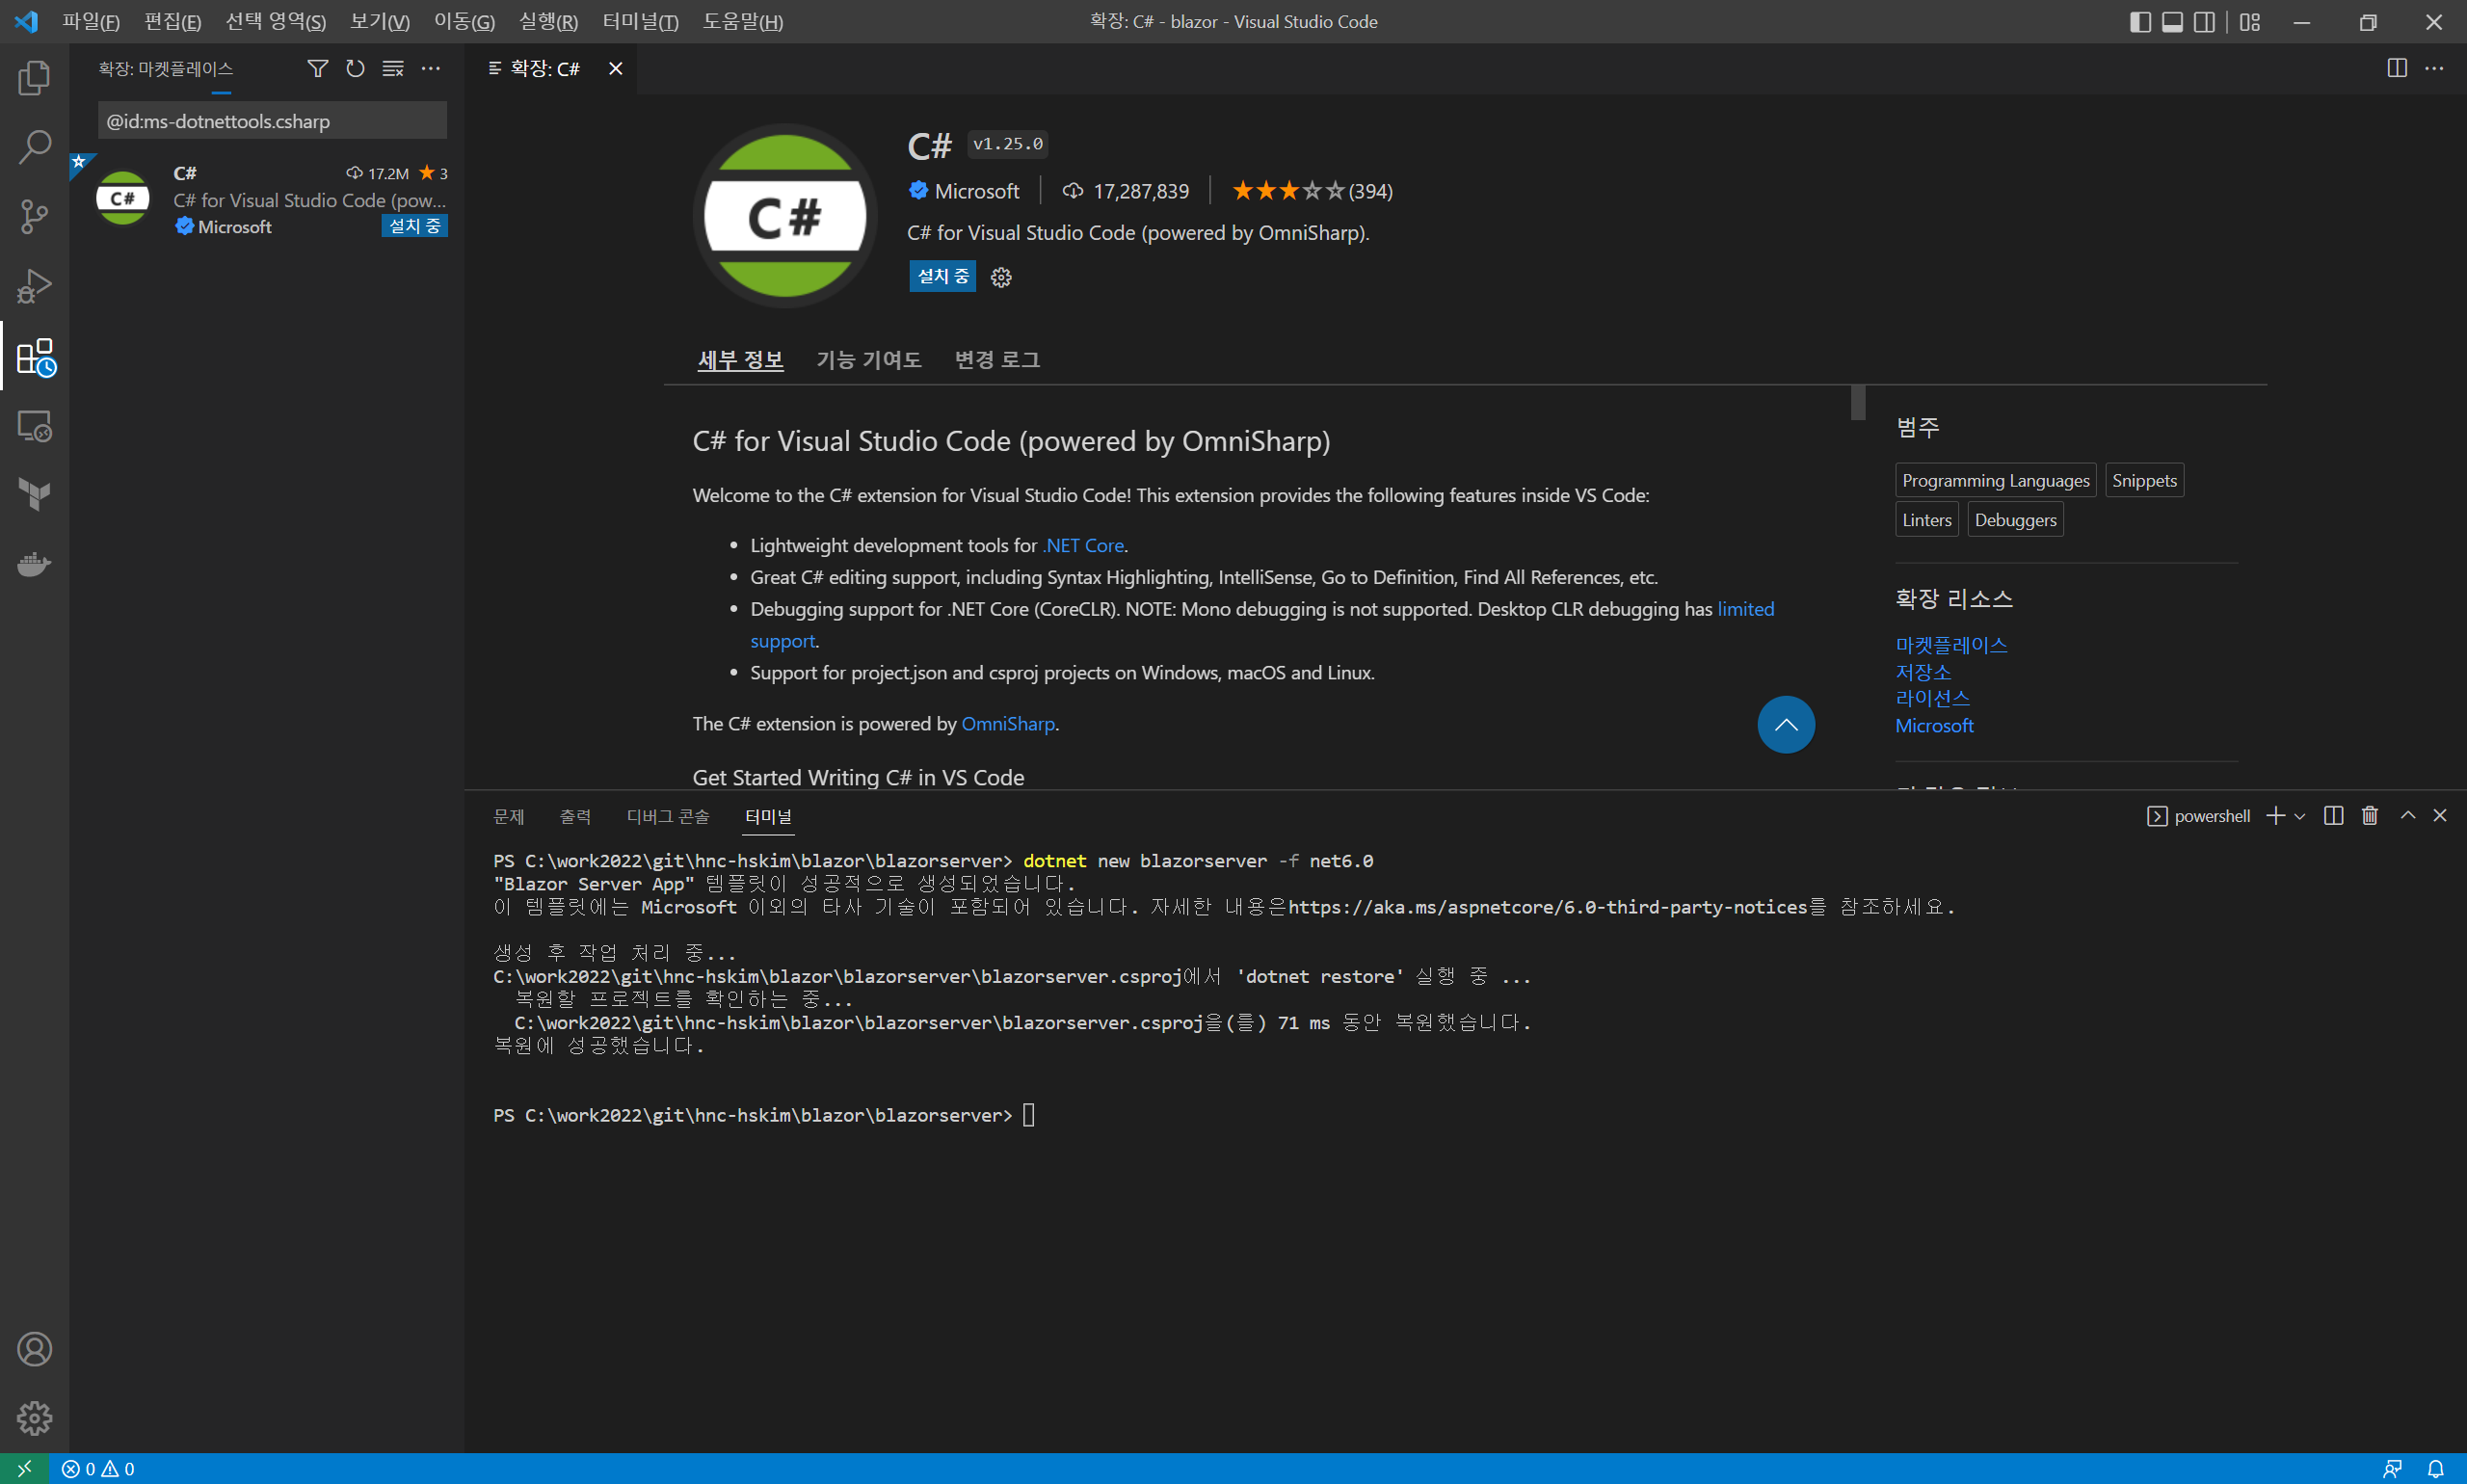 파일(F) 편집(E) 선택 영역(S) 보기(V) 이동(G) 실행(R) 터미널(T) 도움말(H)
확장: C# - blazor - Visual Studio Code
확장: 마켓플레이스
@id:ms-dotnettools.csharp
C# 17.2M 3
C# for Visual Studio Code (pow...
Microsoft 설치 중
C#
확장: C#
C#
C# v1.25.0
Microsoft 17,287,839 (394)
C# for Visual Studio Code (powered by OmniSharp).
설치 중
세부 정보 기능 기여도 변경 로그
C# for Visual Studio Code (powered by OmniSharp)
Welcome to the C# extension for Visual Studio Code! This extension provides the following features inside VS Code:
• Lightweight development tools for .NET Core.
• Great C# editing support, including Syntax Highlighting, IntelliSense, Go to Definition, Find All References, etc.
• Debugging support for .NET Core (CoreCLR). NOTE: Mono debugging is not supported. Desktop CLR debugging has limited
support.
• Support for project.json and csproj projects on Windows, macOS and Linux.
The C# extension is powered by OmniSharp.
Get Started Writing C# in VS Code
범주
Programming Languages Snippets
Linters Debuggers
확장 리소스
마켓플레이스
저장소
라이선스
Microsoft
문제 출력 디버그 콘솔 터미널
powershell
PS C:\work2022\git\hnc-hskim\blazor\blazorserver> dotnet new blazorserver -f net6.0
"Blazor Server App" 템플릿이 성공적으로 생성되었습니다.
이 템플릿에는 Microsoft 이외의 타사 기술이 포함되어 있습니다. 자세한 내용은https://aka.ms/aspnetcore/6.0-third-party-notices를 참조하세요.
생성 후 작업 처리 중...
C:\work2022\git\hnc-hskim\blazor\blazorserver\blazorserver.csproj에서 'dotnet restore' 실행 중 ...
복원할 프로젝트를 확인하는 중...
C:\work2022\git\hnc-hskim\blazor\blazorserver\blazorserver.csproj을(를) 71 ms 동안 복원했습니다.
복원에 성공했습니다.
PS C:\work2022\git\hnc-hskim\blazor\blazorserver>
0 0